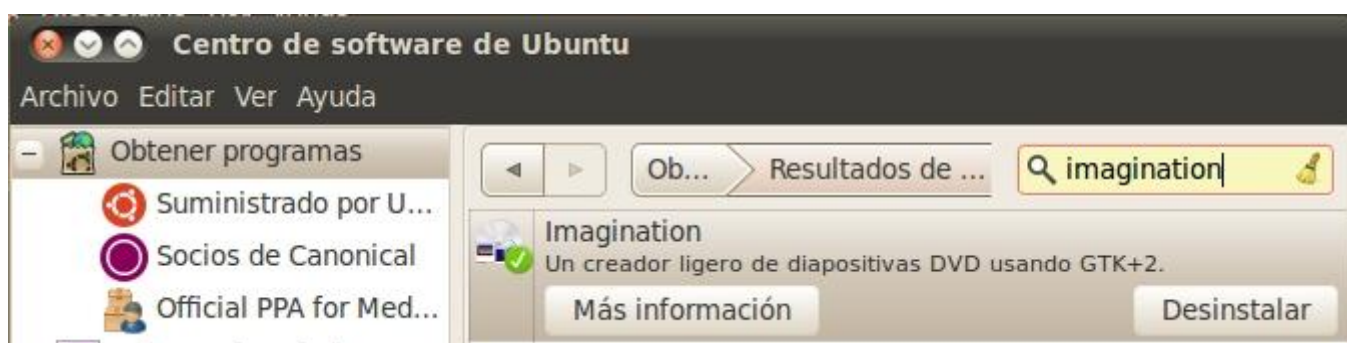 Centro de software de Ubuntu
Archivo Editar Ver Ayuda
Obtener programas
Suministrado por U...
Socios de Canonical
Official PPA for Med...
Ob... Resultados de ... imagination
Imagination
Un creador ligero de diapositivas DVD usando GTK+2.
Más información Desinstalar